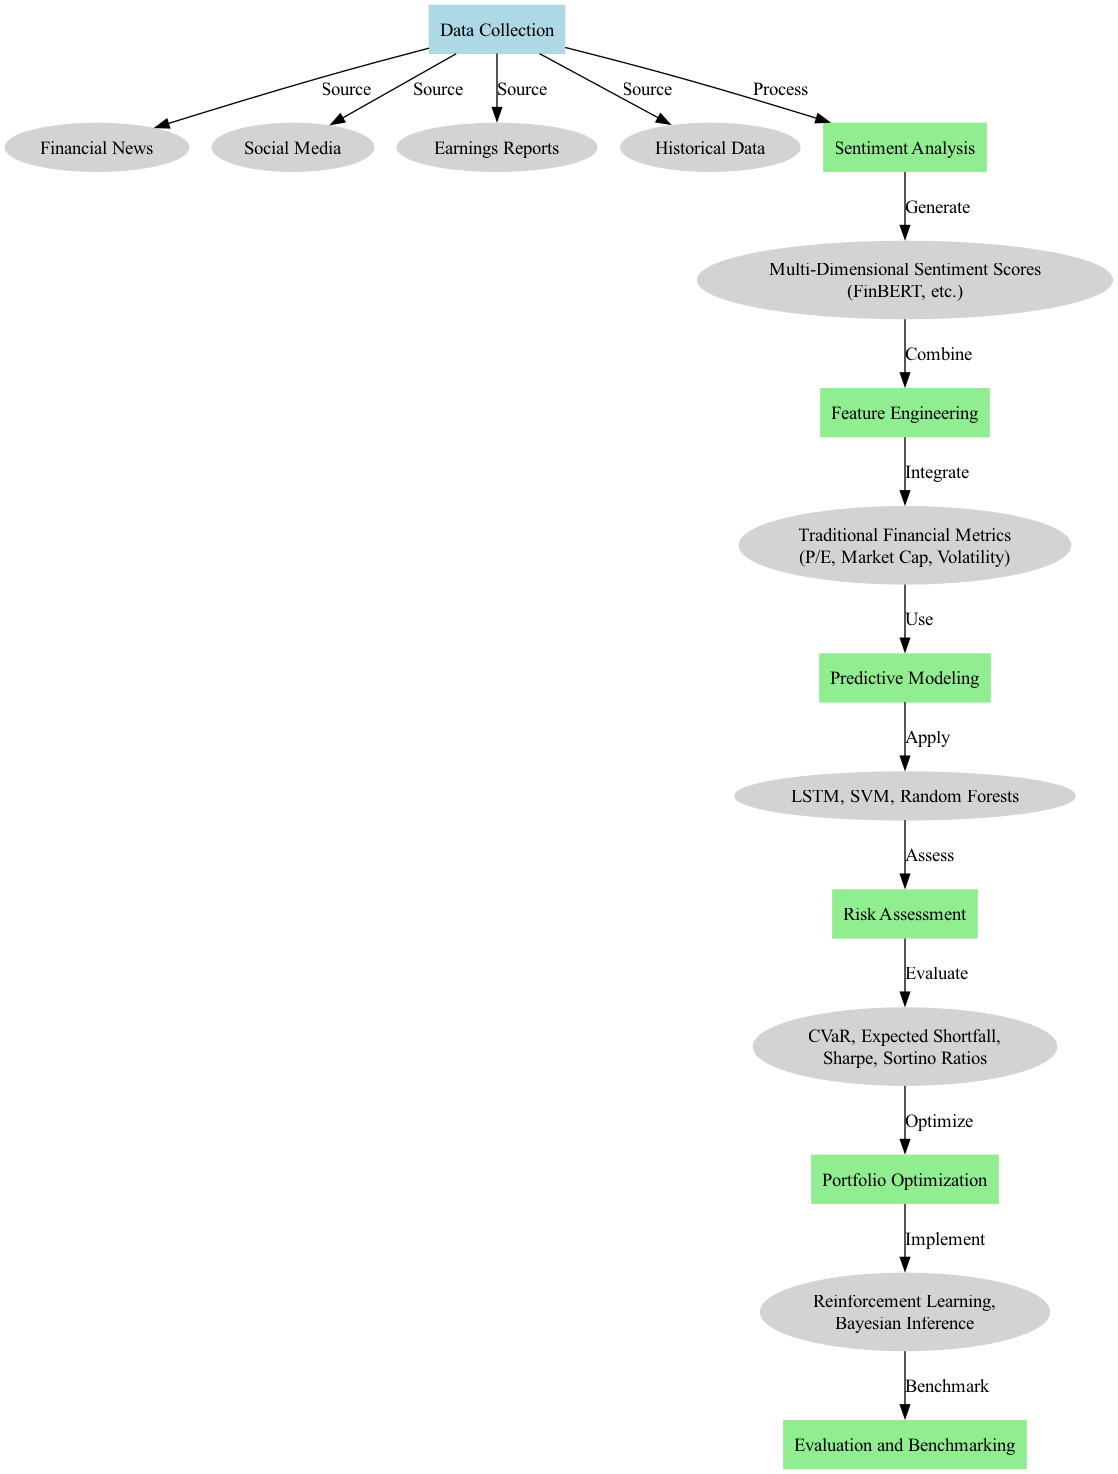 Data Collection
Source
Source
Source
Source
Process
Financial News
Social Media
Earnings Reports
Historical Data
Sentiment Analysis
Generate
Multi-Dimensional Sentiment Scores
(FinBERT, etc.)
Combine
Feature Engineering
Integrate
Traditional Financial Metrics
(P/E, Market Cap, Volatility)
Use
Predictive Modeling
Apply
LSTM, SVM, Random Forests
Assess
Risk Assessment
Evaluate
CVaR, Expected Shortfall,
Sharpe, Sortino Ratios
Optimize
Portfolio Optimization
Implement
Reinforcement Learning,
Bayesian Inference
Benchmark
Evaluation and Benchmarking